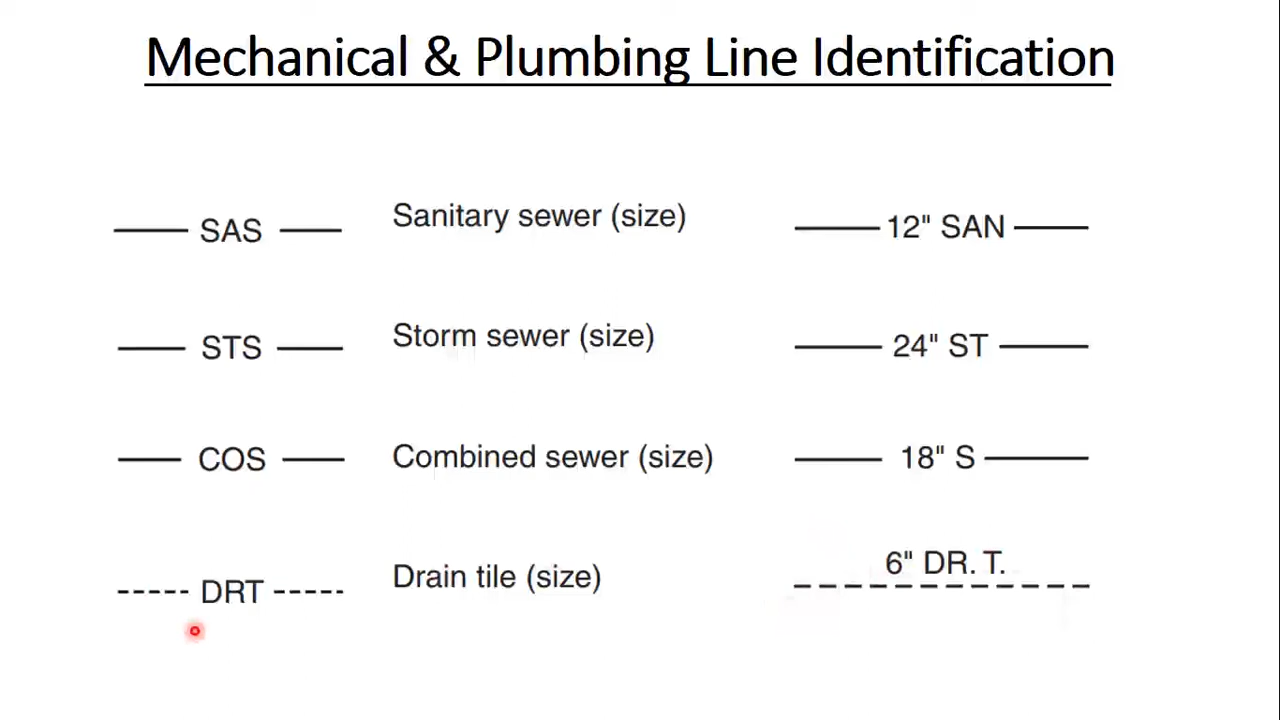 Mechanical & Plumbing Line Identification
SAS Sanitary sewer (size) 12" SAN
STS Storm sewer (size) 24" ST
COS Combined sewer (size) 18" S
DRT Drain tile (size) 6" DR. T.